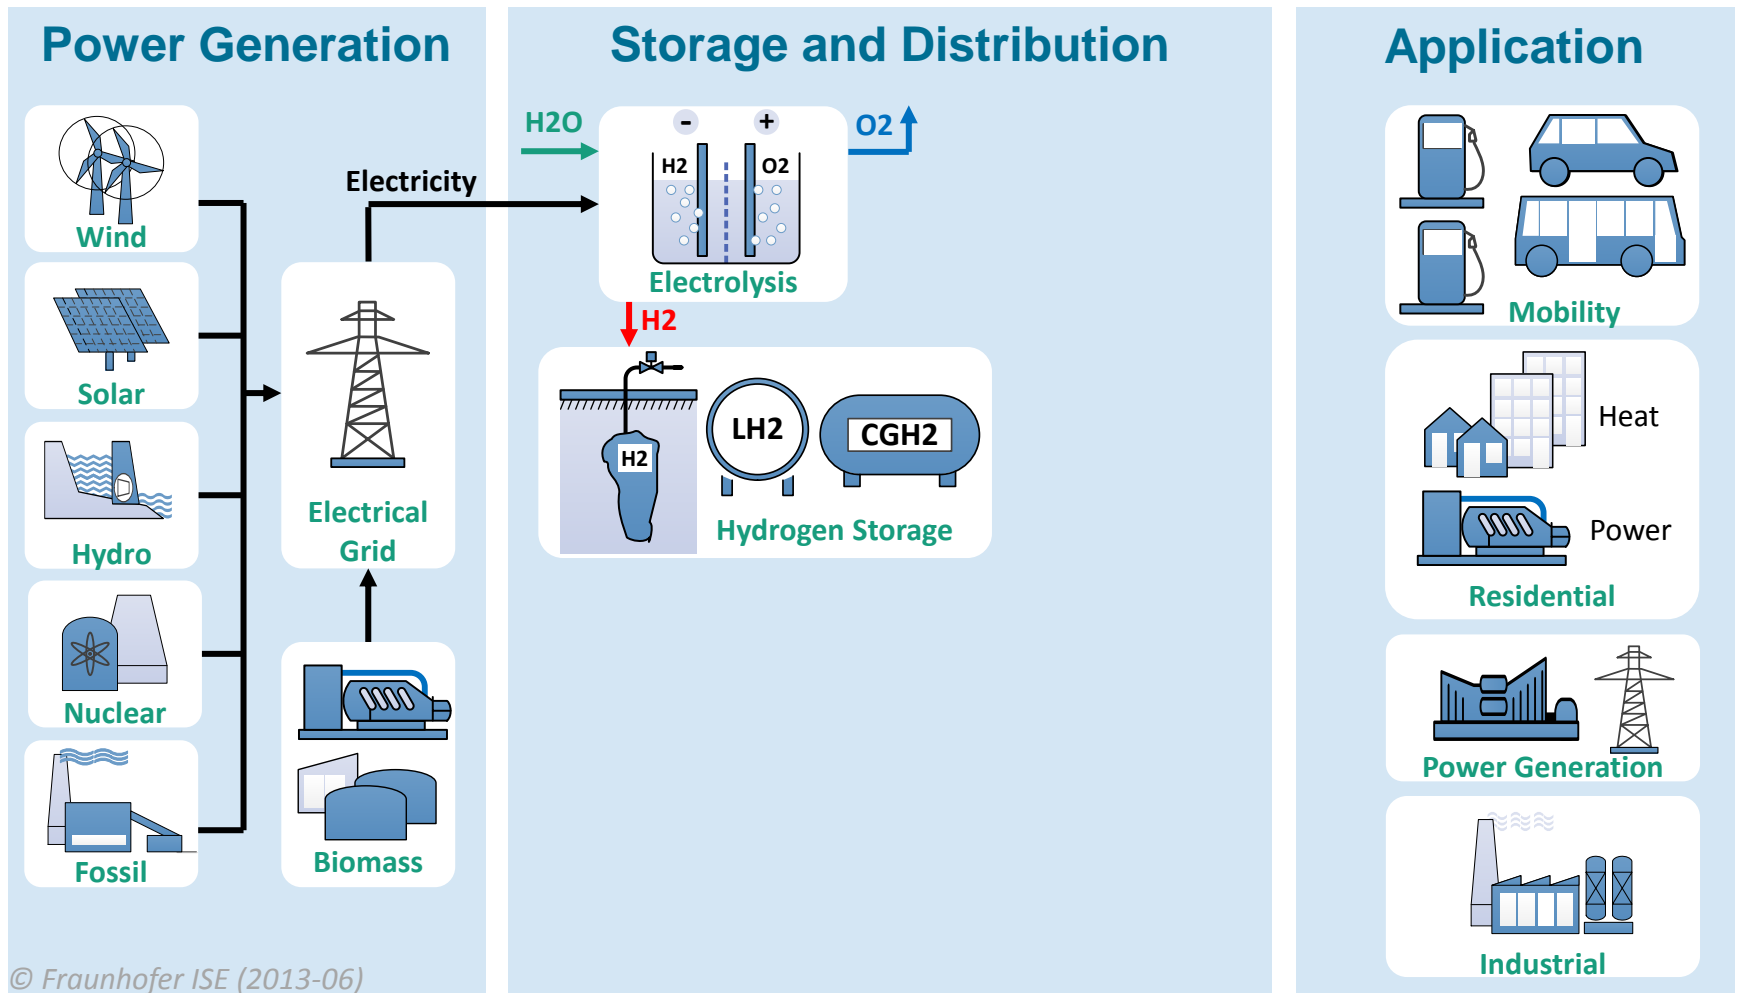 Power Generation
Wind
Solar
Hydro
Nuclear
Fossil
Electricity
Electrical
Grid
Biomass
© Fraunhofer ISE (2013-06)
Storage and Distribution
H2O
- +
O2
H2 O2
Electrolysis
H2
H2
LH2
CGH2
Hydrogen Storage
Application
Mobility
Heat
Power
Residential
Power Generation
Industrial